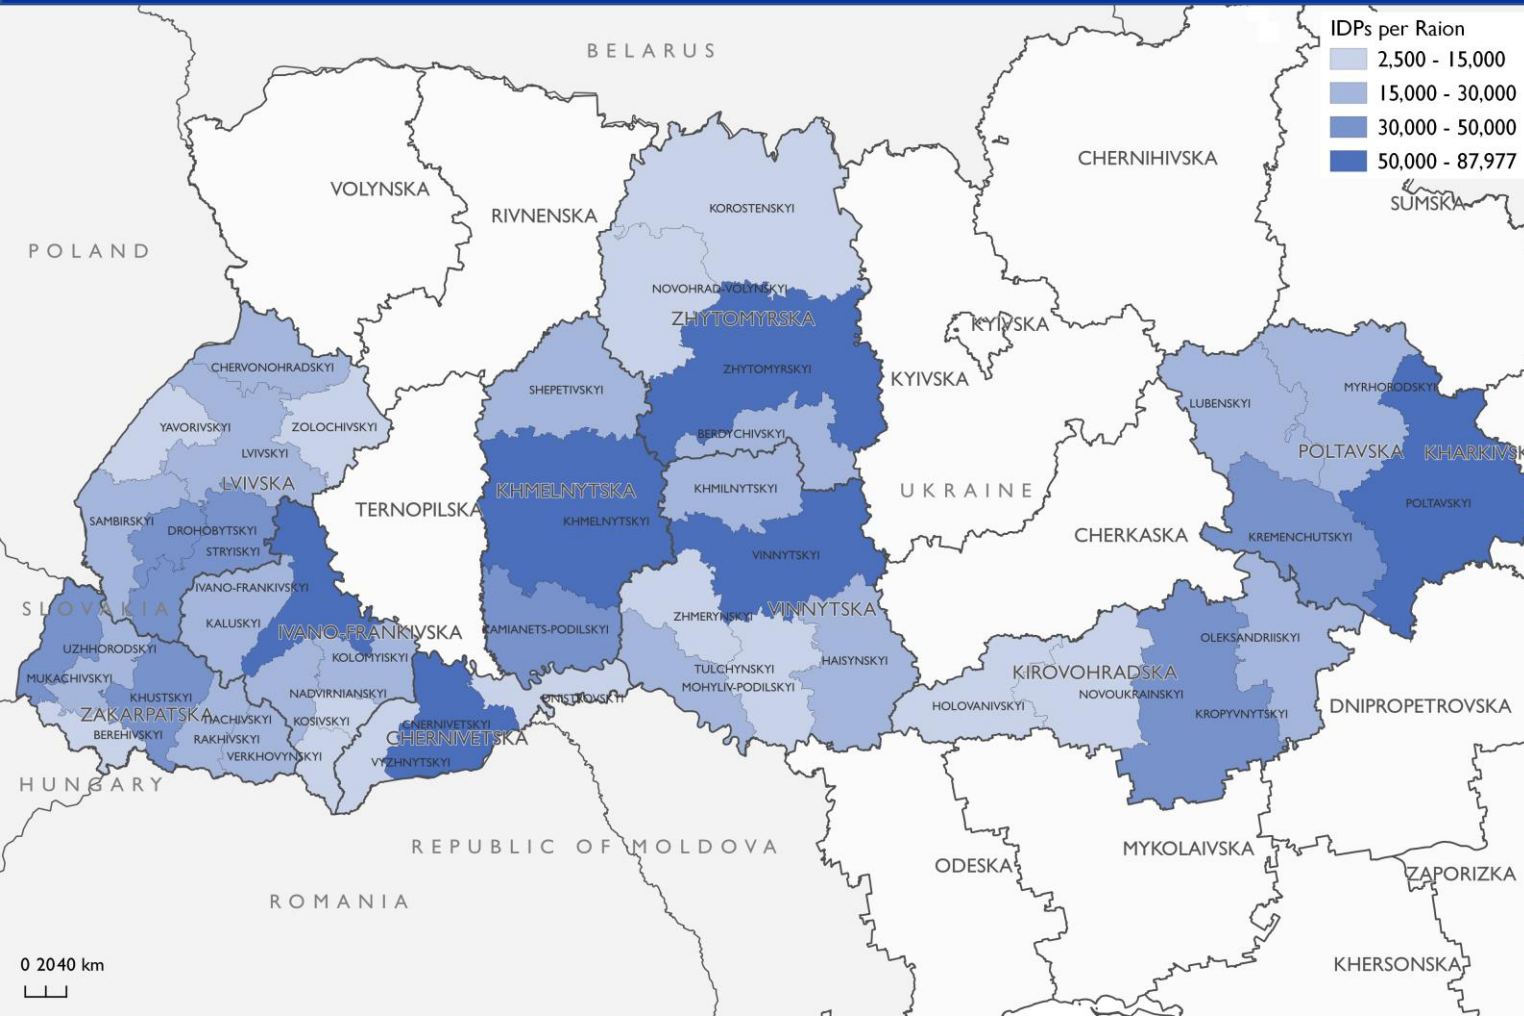 IDPs per Raion
2,500 - 15,000
15,000 - 30,000
30,000 - 50,000
50,000 - 87,977
BELARUS
CHERNIHIVSKA
VOLYNSKA
SUMSKA
KOROSTENSKYI
RIVNENSKA
POLAND
NOVOHRAD-VOLYNSKYI
ZHYTOMYRSKA
KYIVSKA
CHERVONOHRADSKYI
ZHYTOMYRSKYI
KYIVSKA
SHEPETIVSKYI
MYRHORODSKYI
LUBENSKYI
YAVORIVSKYI
ZOLOCHIVSKYI
BERDYCHIVSKYI
LVIVSKYI
POLTAVSKA
KHARKIVSK
LVIVSKA
KHMELNYTSKA
KHMILNYTSKYI
UKRAINE
POLTAVSKYI
TERNOPILSKA
SAMBIRSKYI
DROHOBYTSKYI
KHMELNYTSKYI
CHERKASKA
KREMENCHUTSKYI
STRYISKYI
VINNYTSKYI
IVANO-FRANKIVSKYI
SLOVAKIA
ZHMERYNSKYI
VINNYTSKA
KALUSKYI
IVANO-FRANKIVSKA
KAMIANETS-PODILSKYI
OLEKSANDRIISKYI
UZHHORODSKYI
KOLOMYISKYI
HAISYNSKYI
TULCHYNSKYI
KIROVOHRADSKA
MUKACHIVSKYI
MOHYLIV-PODILSKYI
KHUSTSKYI
NADVIRNIANSKYI
DNISTROVSKYI
NOVOUKRAINSKYI
HOLOVANIVSKYI
DNIPROPETROVSKA
ZAKARPATSKA
TIACHIVSKYI
KOSIVSKYI
CHERNIVETSKYI
KROPYVNYTSKYI
BEREHIVSKYI
RAKHIVSKYI
CHERNIVETSKA
VERKHOVYNSKYI
VYZHNYTSKYI
HUNGARY
REPUBLIC OF MOLDOVA
MYKOLAIVSKA
ODESKA
ZAPORIZKA
ROMANIA
0 2040 km
KHERSONSKA